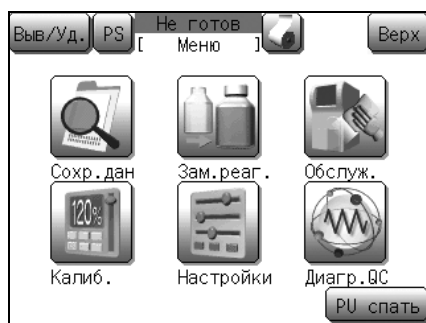 Выв/Уд. PS Не готов Верх
[ Меню ]
Сохр.дан Зам.реаг. Обслуж.
120%
Калиб. Настройки Диагр.QC
PU спать